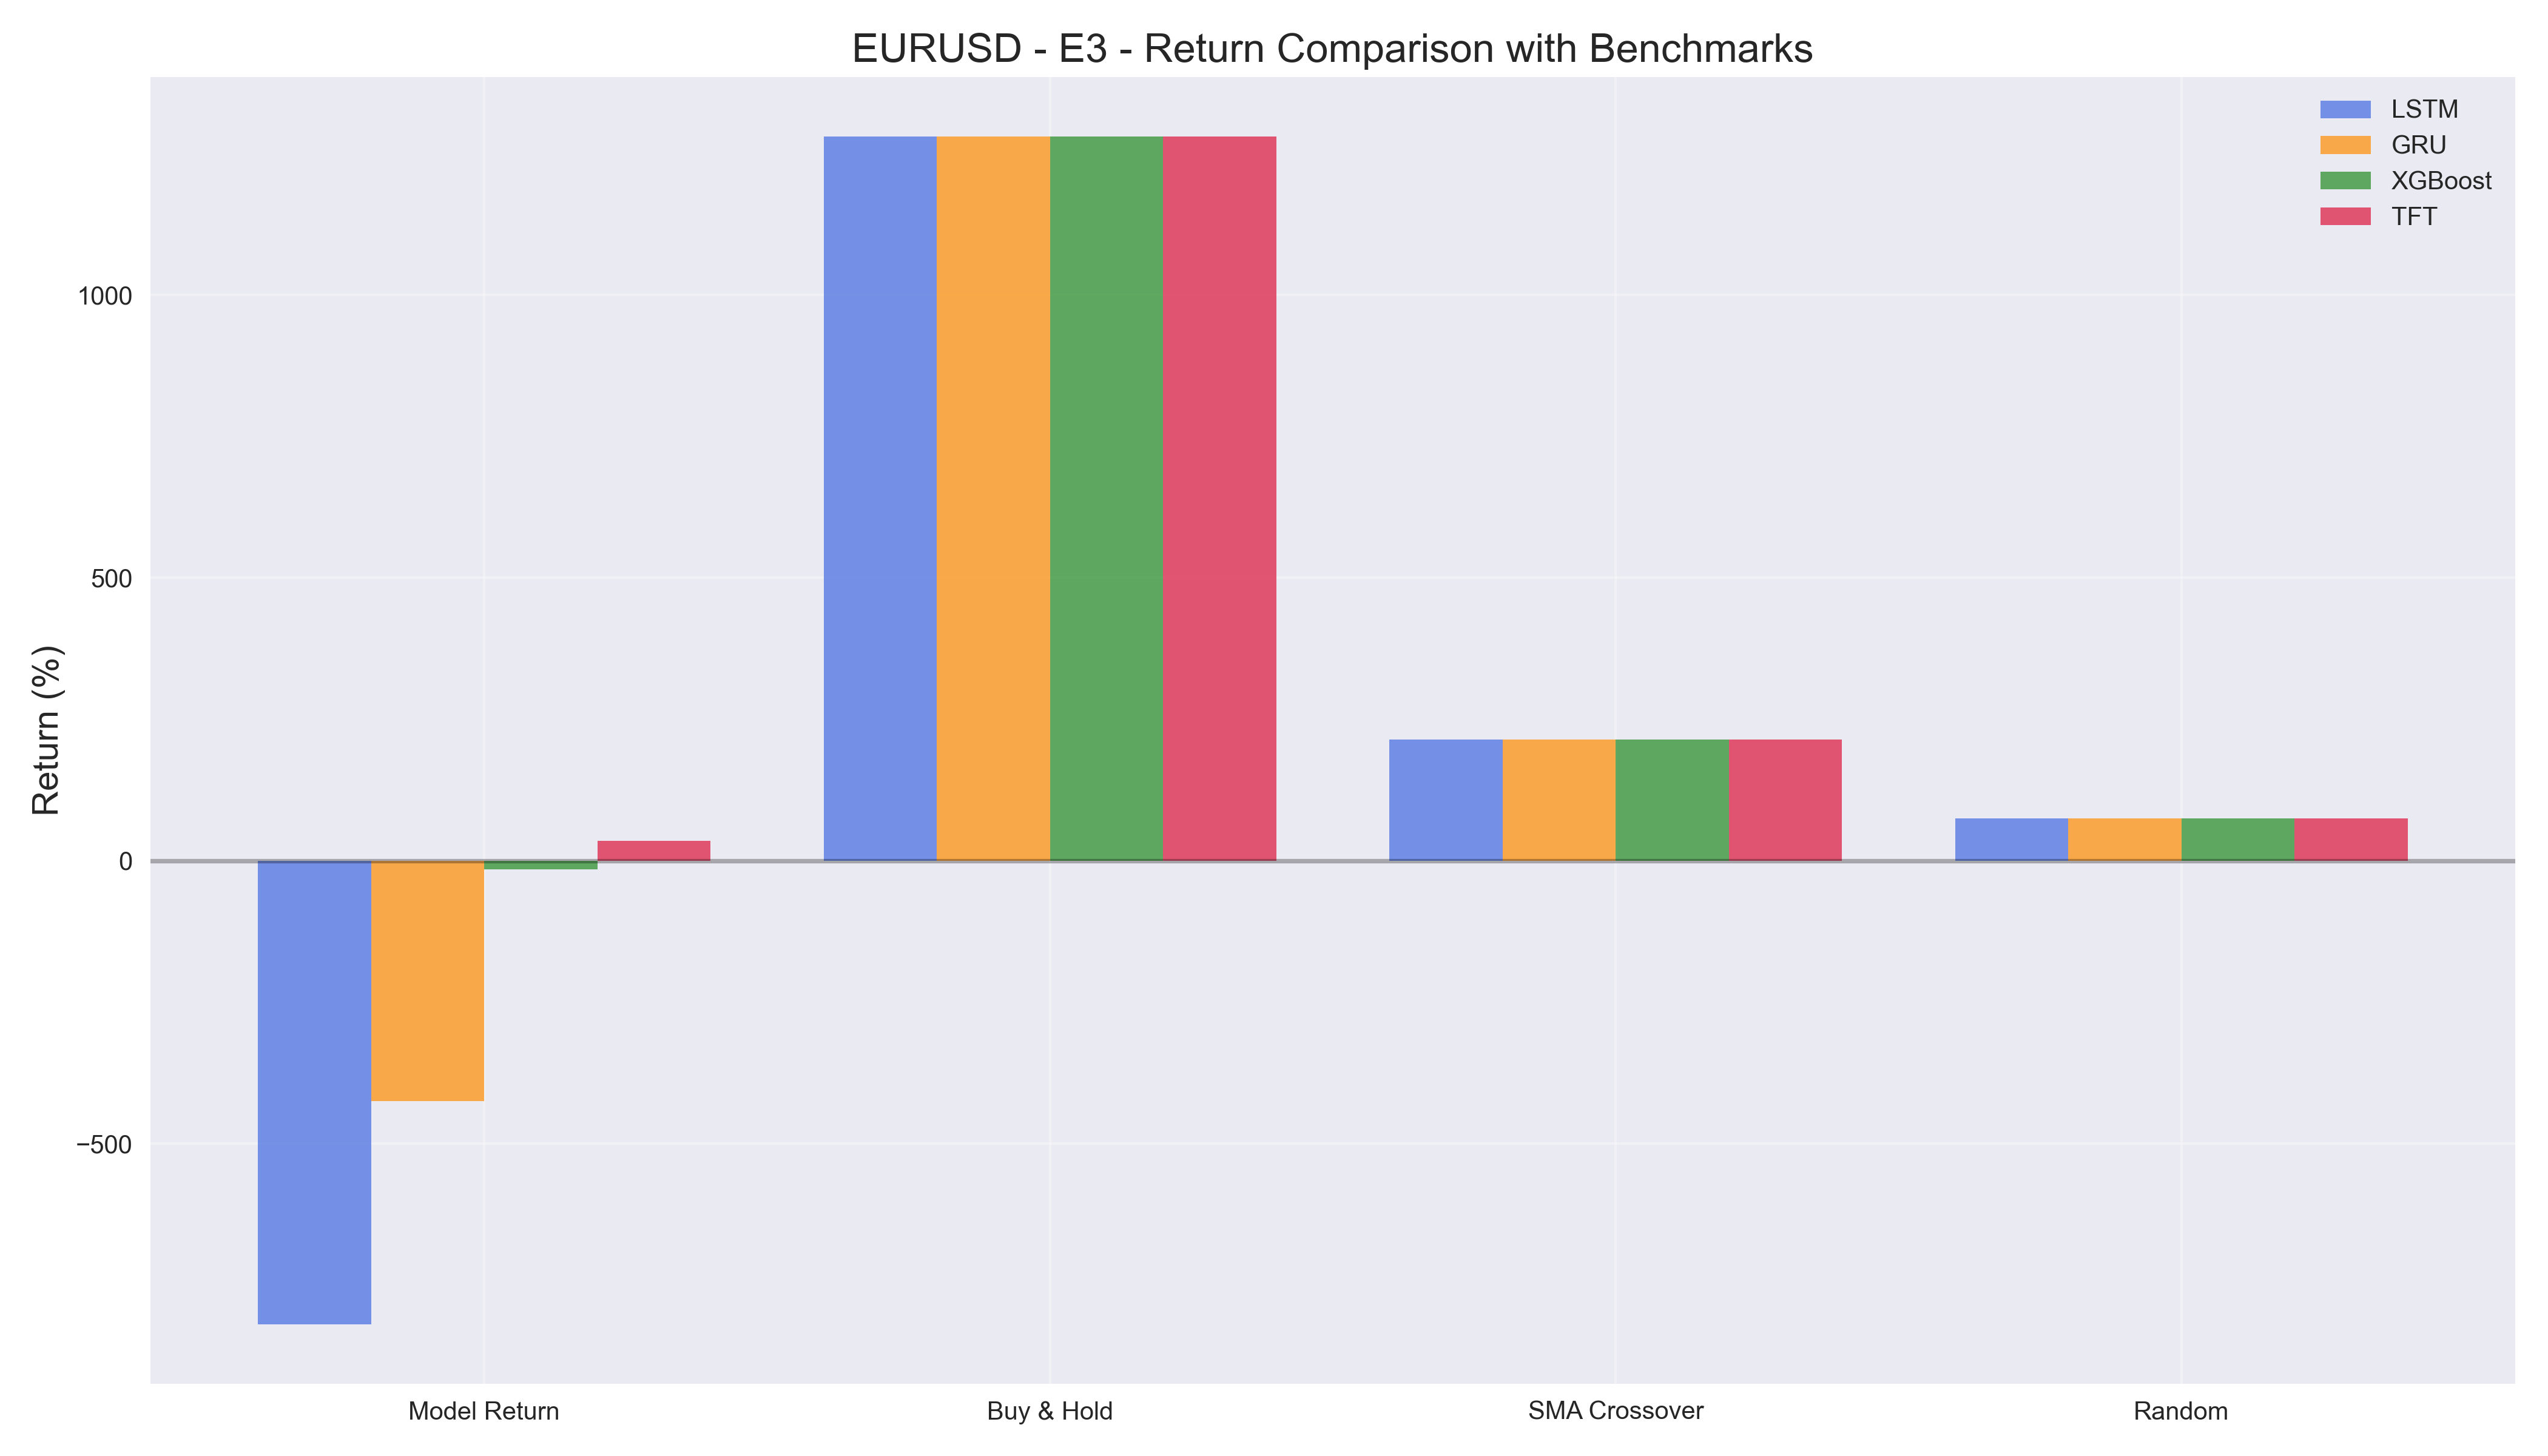 EURUSD - E3 - Return Comparison with Benchmarks
LSTM
GRU
XGBoost
TFT
Return (%)
1000
500
0
−500
Model Return
Buy & Hold
SMA Crossover
Random